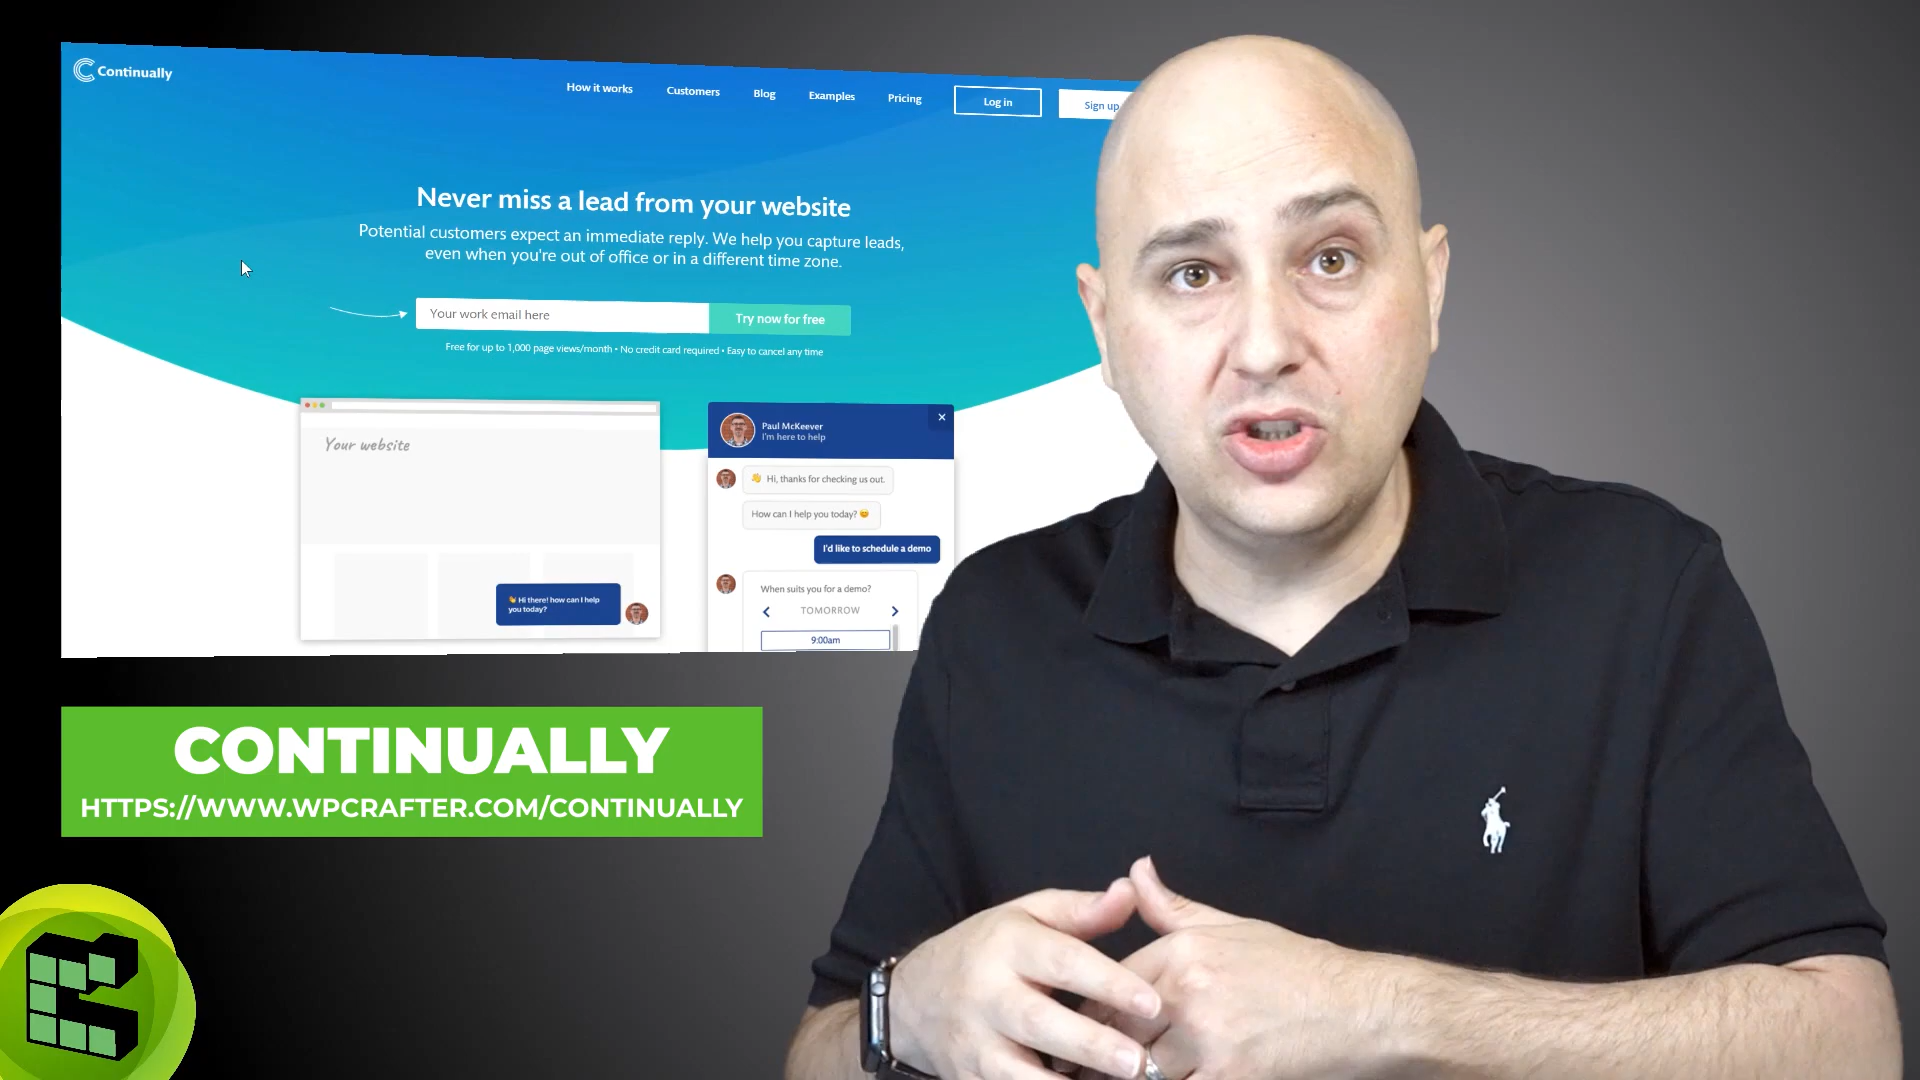 Continually
How it works
Customers
Blog
Examples
Pricing
Log in
Sign up
Never miss a lead from your website
Potential customers expect an immediate reply. We help you capture leads,
even when you're out of office or in a different time zone.
Your work email here
Try now for free
Free for up to 1,000 page views/month • No credit card required • Easy to cancel any time
Your website
👋 Hi there! how can I help
you today?
Paul McKeever
I'm here to help
👋 Hi, thanks for checking us out.
How can I help you today? 😊
I'd like to schedule a demo
When suits you for a demo?
TOMORROW
9:00am
CONTINUALLY
HTTPS://WWW.WPCRAFTER.COM/CONTINUALLY